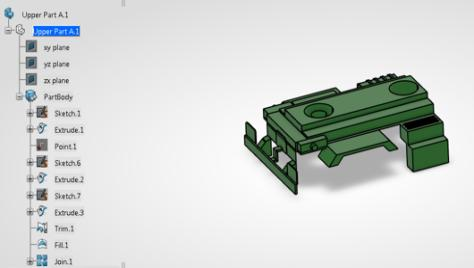 Upper Part A.1
Upper Part A.1
xy plane
yz plane
zx plane
PartBody
Sketch.1
Extrude.1
Point.1
Sketch.6
Extrude.2
Sketch.7
Extrude.3
Trim.1
Fill.1
Join.1